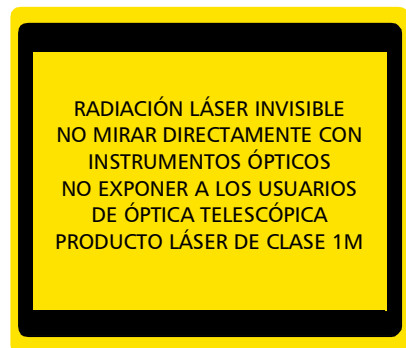 RADIACIÓN LÁSER INVISIBLE
NO MIRAR DIRECTAMENTE CON
INSTRUMENTOS ÓPTICOS
NO EXPONER A LOS USUARIOS
DE ÓPTICA TELESCÓPICA
PRODUCTO LÁSER DE CLASE 1M